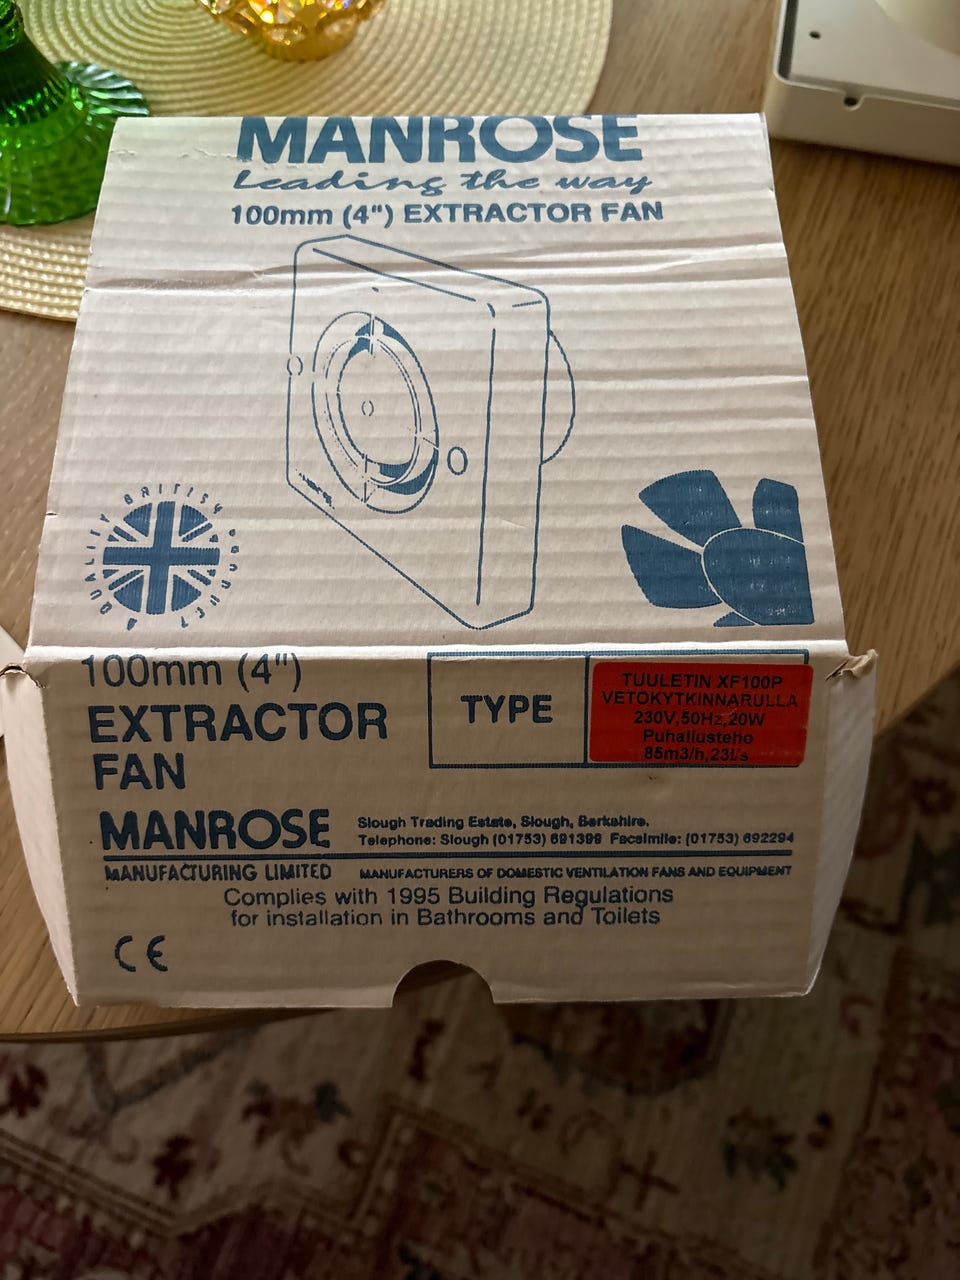 MANROSE
Leading the way
100mm (4") EXTRACTOR FAN
A QUALITY BRITISH PRODUCT
100mm (4")
EXTRACTOR
FAN
TYPE
TUULETIN XF100P
VETOKYTKINNARULLA
230V,50Hz,20W
Puhallusteho
85m3/h,23l/s
MANROSE
MANUFACTURING LIMITED
Slough Trading Estate, Slough, Berkshire.
Telephone: Slough (01753) 691399 Facsimile: (01753) 692294
MANUFACTURERS OF DOMESTIC VENTILATION FANS AND EQUIPMENT
Complies with 1995 Building Regulations
for installation in Bathrooms and Toilets
CE